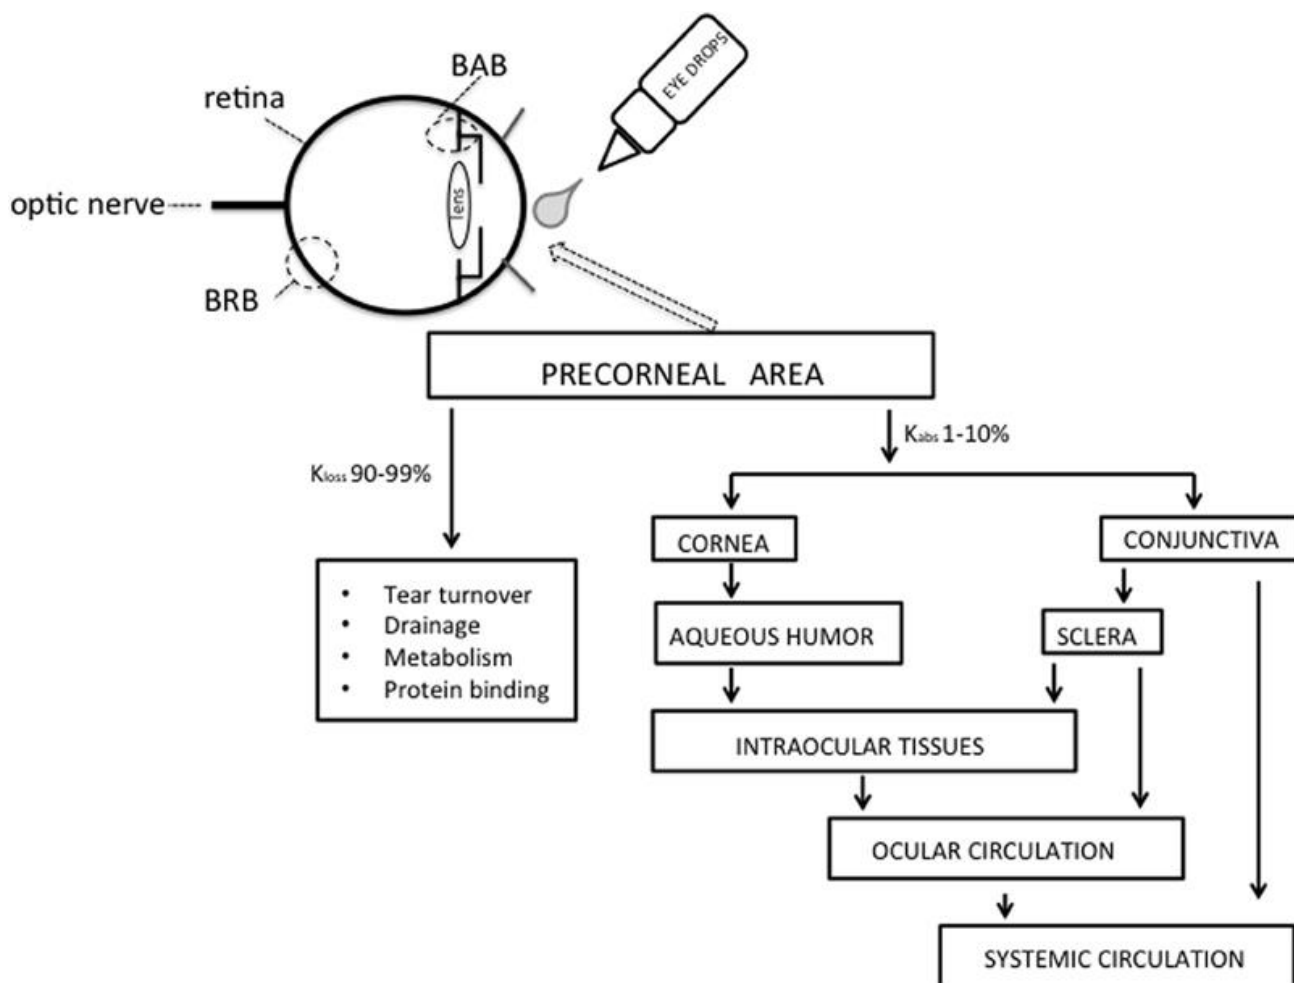 BAB
retina
EYE DROPS
optic nerve
lens
BRB
PRECORNEAL AREA
Kloss 90-99%
Kabs 1-10%
CORNEA
CONJUNCTIVA
• Tear turnover
• Drainage
• Metabolism
• Protein binding
AQUEOUS HUMOR
SCLERA
INTRAOCULAR TISSUES
OCULAR CIRCULATION
SYSTEMIC CIRCULATION